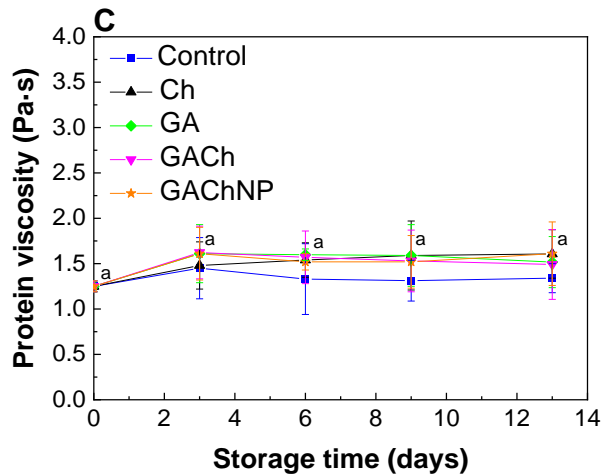 C
4.0
3.5
3.0
2.5
2.0
1.5
1.0
0.5
0.0
Protein viscosity (Pa·s)
Control
Ch
GA
GACh
GAChNP
a
a
a
a
a
0 2 4 6 8 10 12 14
Storage time (days)